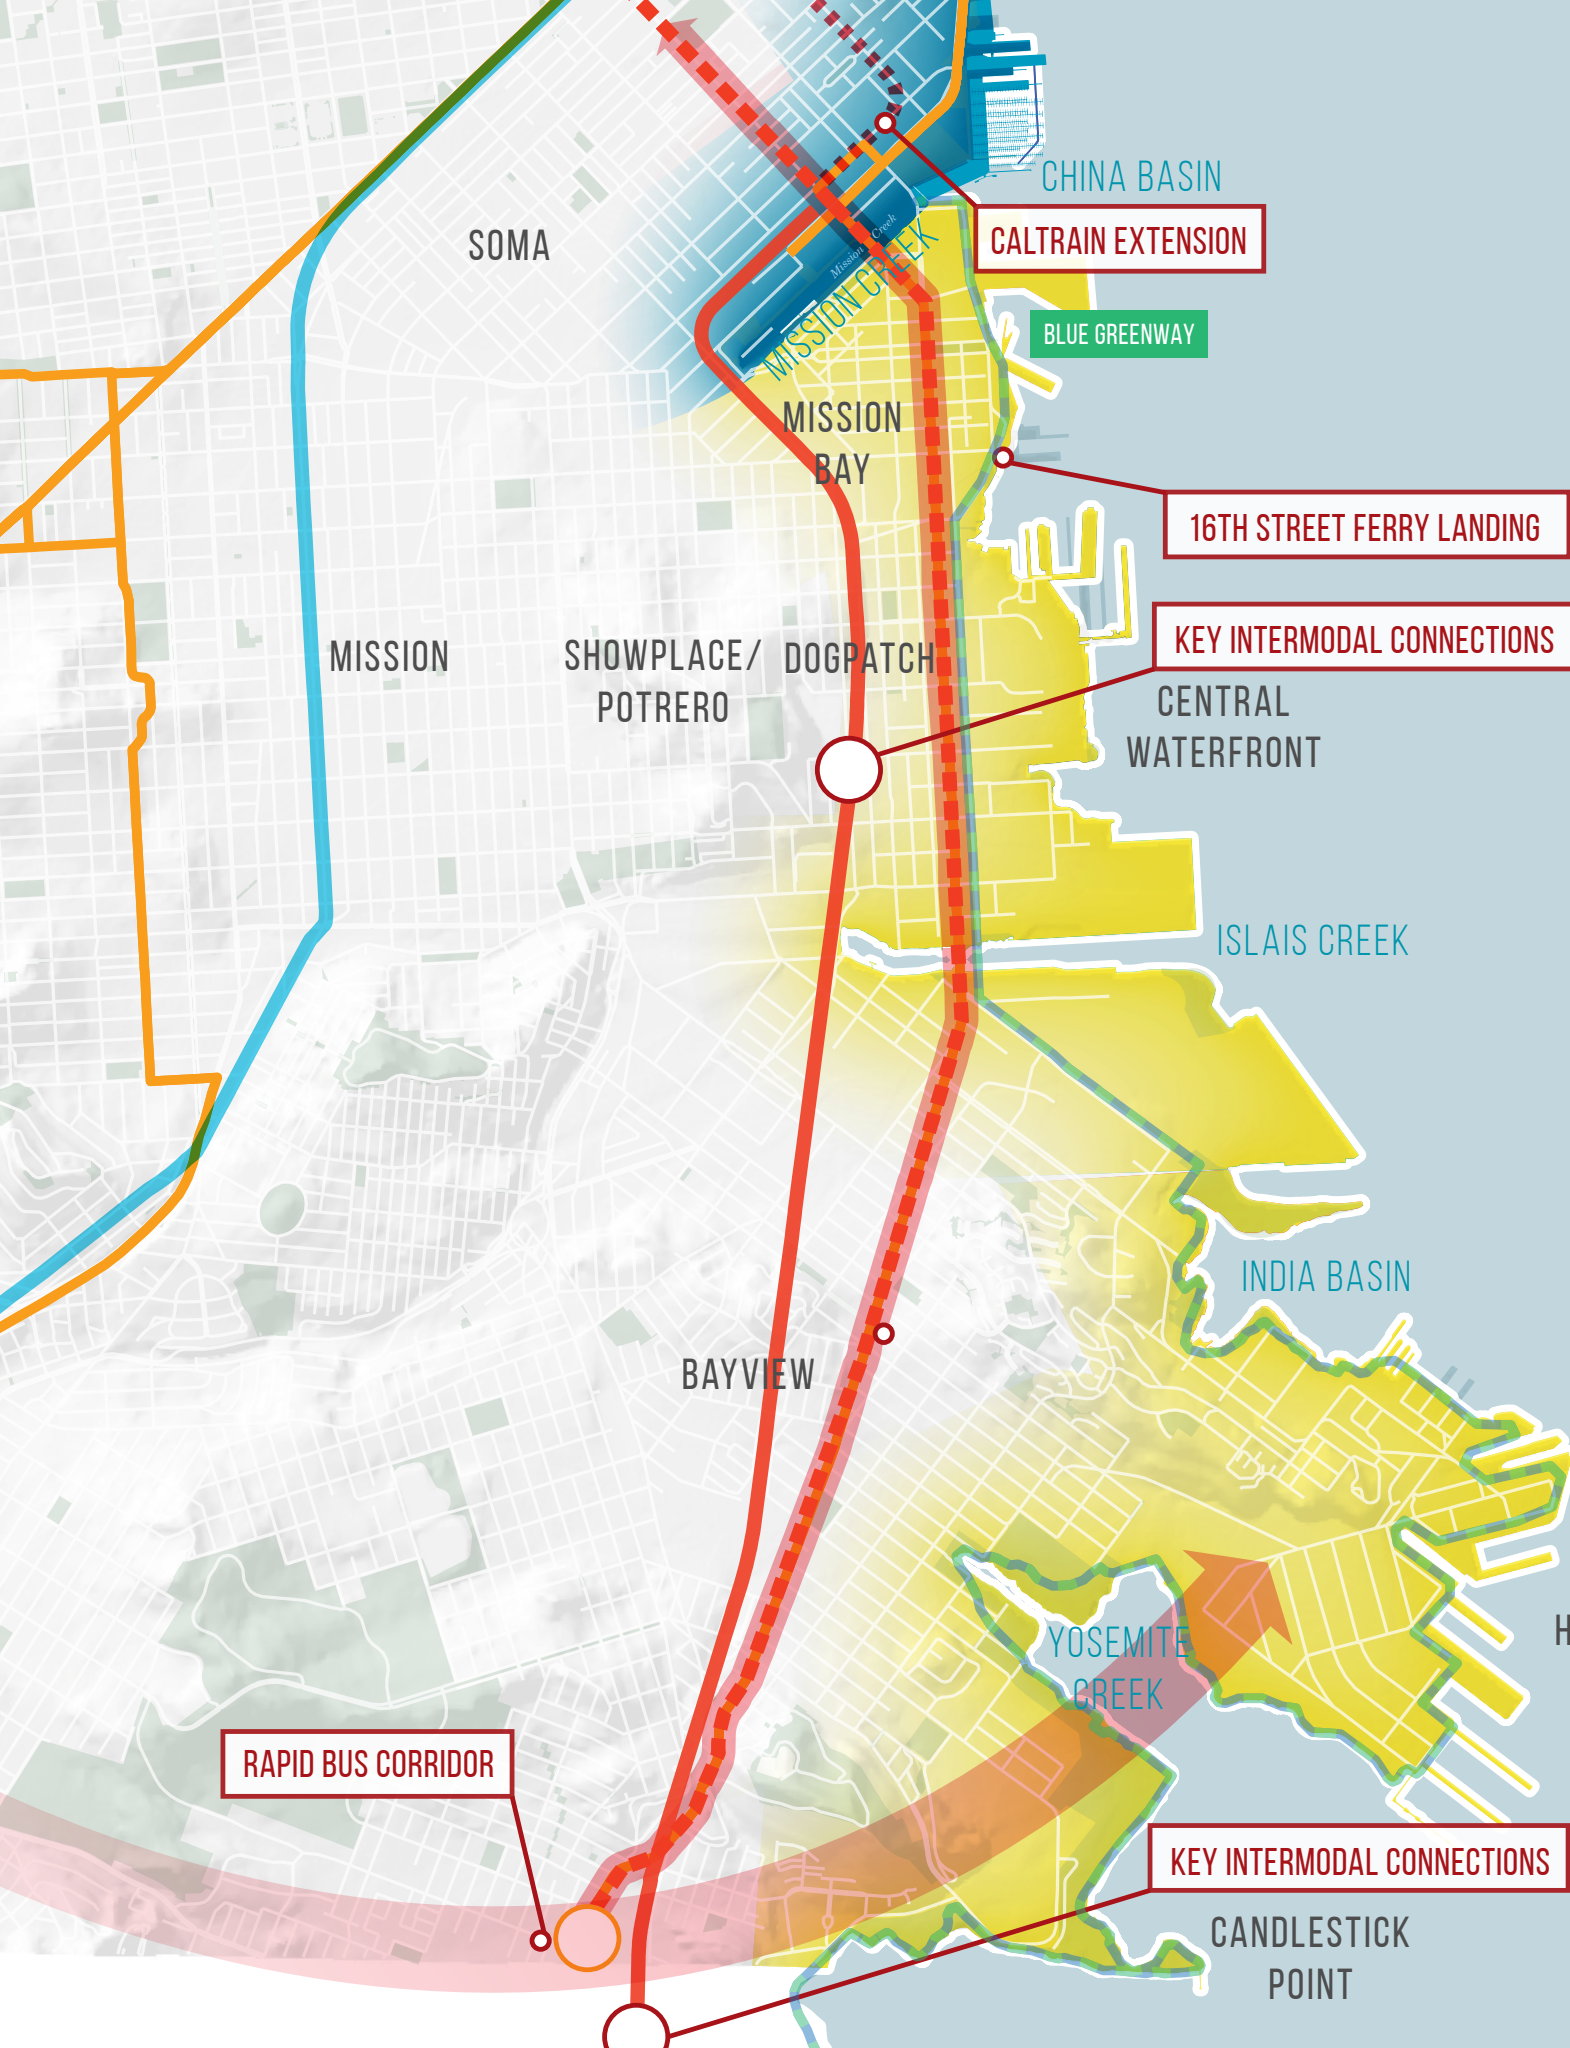 CHINA BASIN
CALTRAIN EXTENSION
SOMA
Mission Creek
MISSION CREEK
BLUE GREENWAY
MISSION
BAY
16TH STREET FERRY LANDING
KEY INTERMODAL CONNECTIONS
MISSION
SHOWPLACE/
POTRERO
DOGPATCH
CENTRAL
WATERFRONT
ISLAIS CREEK
INDIA BASIN
BAYVIEW
H
YOSEMITE
CREEK
RAPID BUS CORRIDOR
KEY INTERMODAL CONNECTIONS
CANDLESTICK
POINT